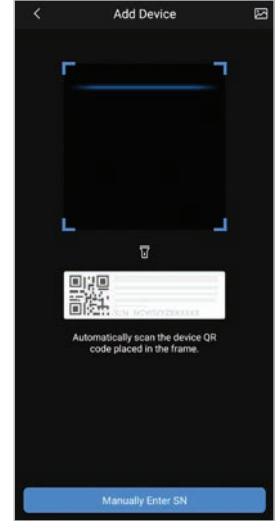 Add Device
Automatically scan the device QR
code placed in the frame.
Manually Enter SN